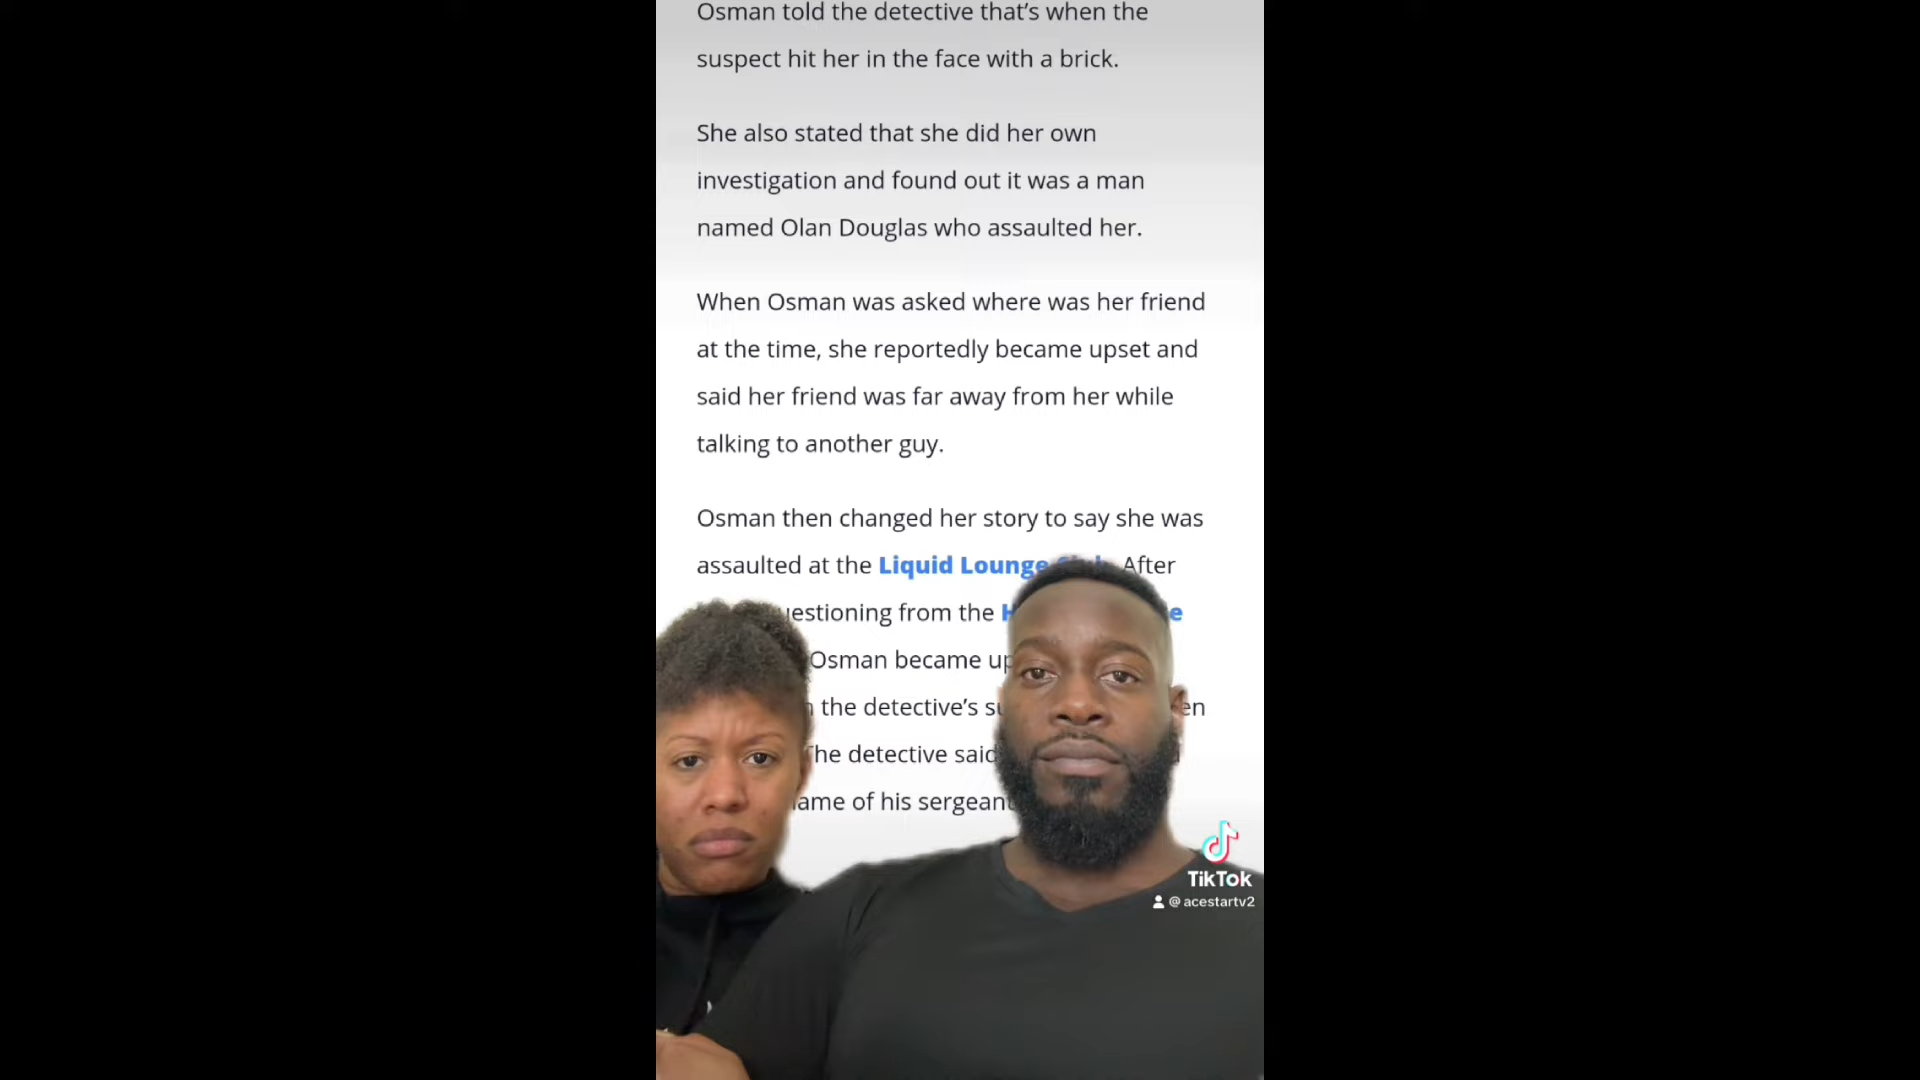 Osman told the detective that’s when the
suspect hit her in the face with a brick.
She also stated that she did her own
investigation and found out it was a man
named Olan Douglas who assaulted her.
When Osman was asked where was her friend
at the time, she reportedly became upset and
said her friend was far away from her while
talking to another guy.
Osman then changed her story to say she was
assaulted at the Liquid Lounge After
from the
Osman became
the detective’s
detective said
of his sergeant
TikTok
@acestartv2